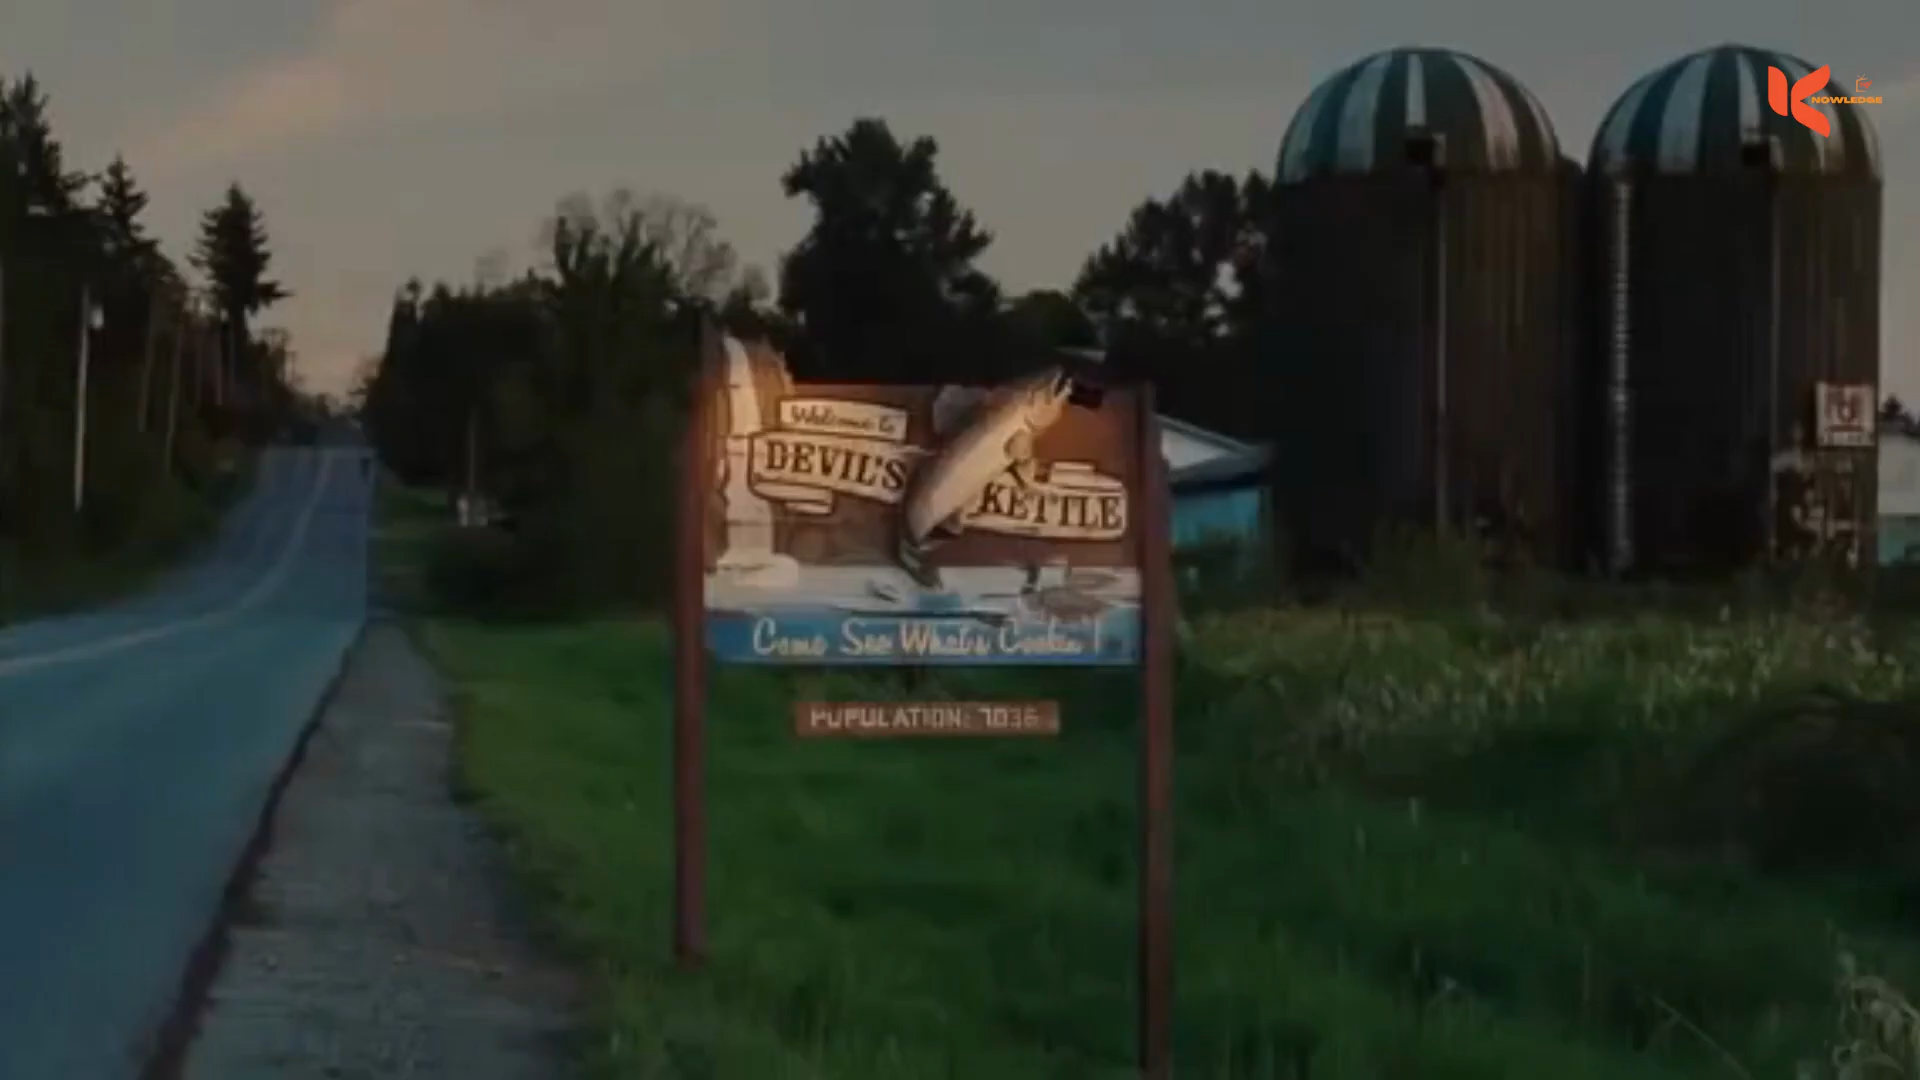 NOWLEDGE
Welcome to
DEVIL'S
KETTLE
Come See What's Cookin'!
POPULATION: 7036